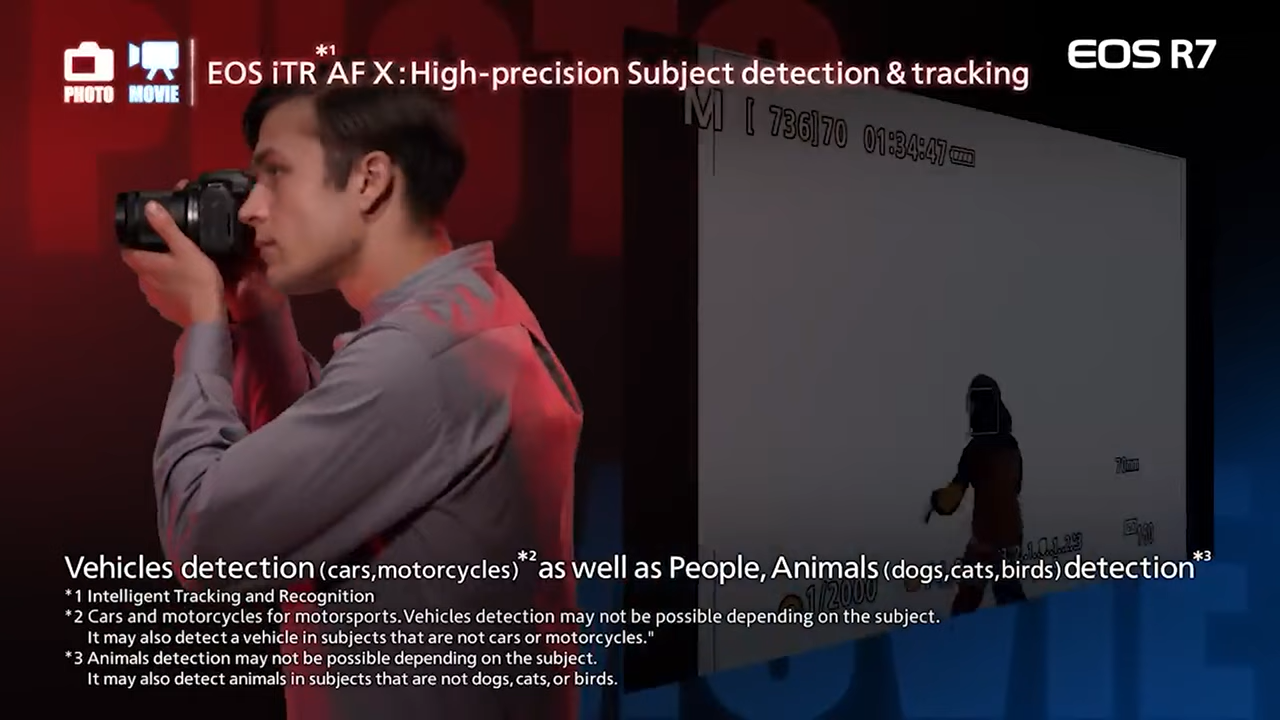 PHOTO
MOVIE
EOS iTR*1 AF X:High-precision Subject detection & tracking
EOS R7
M [ 736]70 01:34:47
70mm
1/2000
Vehicles detection (cars,motorcycles)*2 as well as People, Animals (dogs,cats,birds) detection*3
*1 Intelligent Tracking and Recognition
*2 Cars and motorcycles for motorsports. Vehicles detection may not be possible depending on the subject.
It may also detect a vehicle in subjects that are not cars or motorcycles."
*3 Animals detection may not be possible depending on the subject.
It may also detect animals in subjects that are not dogs,cats,or birds.